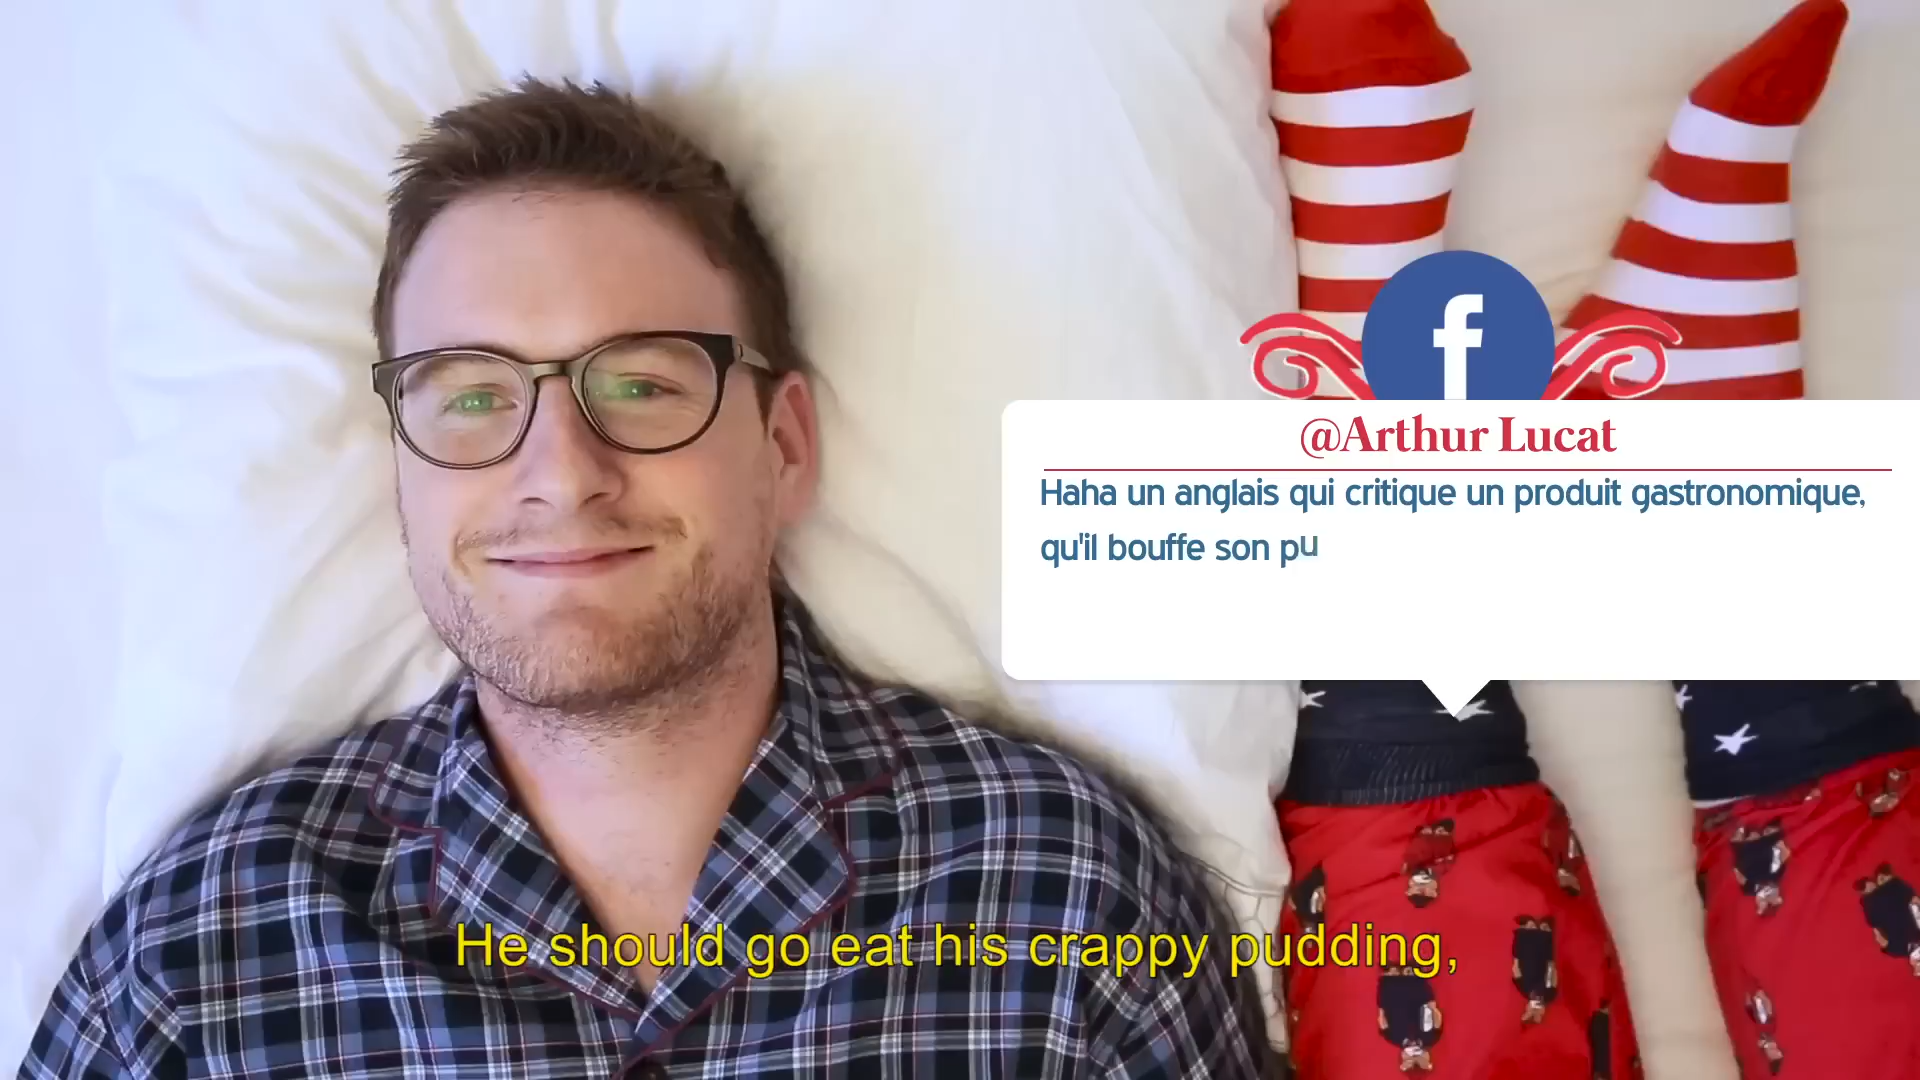 f
@Arthur Lucat
Haha un anglais qui critique un produit gastronomique,
qu'il bouffe son pu
He should go eat his crappy pudding,